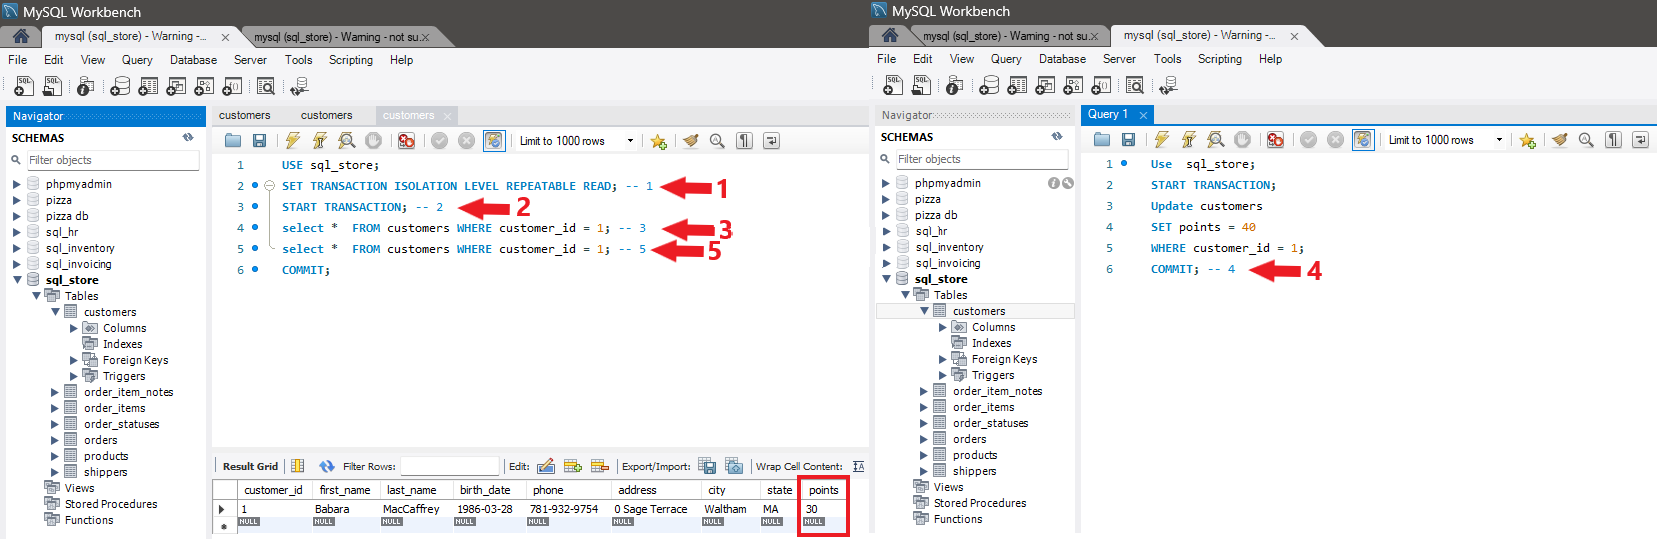 MySQL Workbench
mysql (sql_store) - Warning -...
mysql (sql_store) - Warning - not su...
File Edit View Query Database Server Tools Scripting Help
Navigator
SCHEMAS
Filter objects
phpmyadmin
pizza
pizza db
sql_hr
sql_inventory
sql_invoicing
sql_store
Tables
customers
Columns
Indexes
Foreign Keys
Triggers
order_item_notes
order_items
order_statuses
orders
products
shippers
Views
Stored Procedures
Functions
customers customers customers
Limit to 1000 rows
1 USE sql_store;
2 SET TRANSACTION ISOLATION LEVEL REPEATABLE READ; -- 1
1
3 START TRANSACTION; -- 2
2
4 select * FROM customers WHERE customer_id = 1; -- 3
3
5 select * FROM customers WHERE customer_id = 1; -- 5
5
6 COMMIT;
Result Grid Filter Rows: Edit: Export/Import: Wrap Cell Content: IA
customer_id first_name last_name birth_date phone address city state points
1 Babara MacCaffrey 1986-03-28 781-932-9754 0 Sage Terrace Waltham MA 30
NULL NULL NULL NULL NULL NULL NULL NULL NULL
MySQL Workbench
mysql (sql_store) - Warning - not su...
mysql (sql_store) - Warning -...
File Edit View Query Database Server Tools Scripting Help
Navigator
SCHEMAS
Filter objects
phpmyadmin
pizza
pizza db
sql_hr
sql_inventory
sql_invoicing
sql_store
Tables
customers
Columns
Indexes
Foreign Keys
Triggers
order_item_notes
order_items
order_statuses
orders
products
shippers
Views
Stored Procedures
Functions
Query 1
Limit to 1000 rows
1 Use sql_store;
2 START TRANSACTION;
3 Update customers
4 SET points = 40
5 WHERE customer_id = 1;
6 COMMIT; -- 4
4